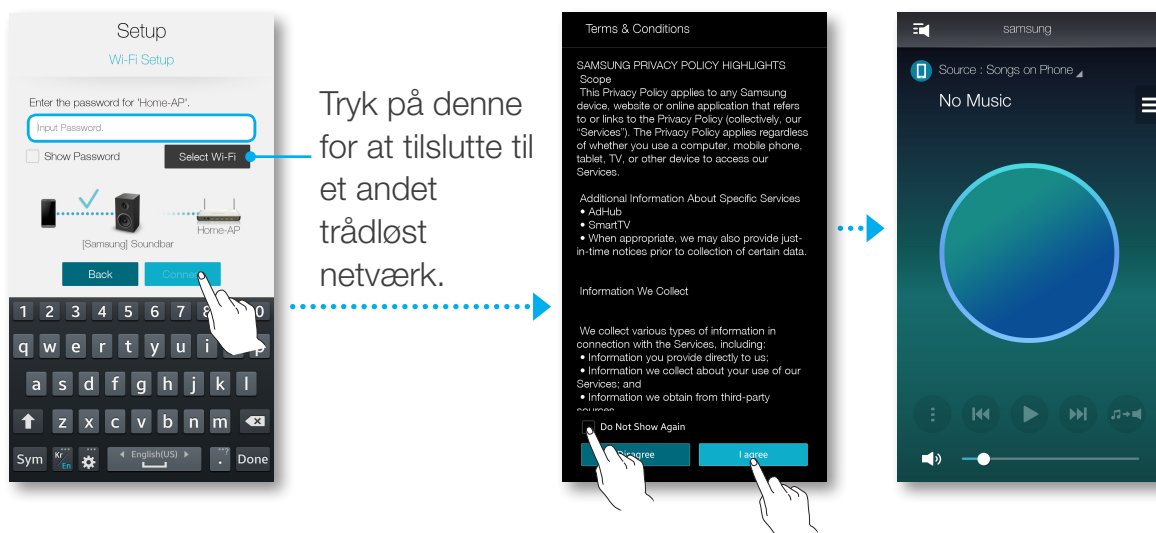 Setup
Wi-Fi Setup
Enter the password for 'Home-AP'.
Input Password.
Show Password
Select Wi-Fi
Home-AP
[Samsung] Soundbar
Back
Connect
1 2 3 4 5 6 7 8 0
q w e r t y u i p
a s d f g h j k l
z x c v b n m
Sym Kr En English(US) . ? Done
Tryk på denne
for at tilslutte til
et andet
trådløst
netværk.
Terms & Conditions
SAMSUNG PRIVACY POLICY HIGHLIGHTS
Scope
This Privacy Policy applies to any Samsung
device, website or online application that refers
to or links to the Privacy Policy (collectively, our
“Services”). The Privacy Policy applies regardless
of whether you use a computer, mobile phone,
tablet, TV, or other device to access our
Services.
Additional Information About Specific Services
• AdHub
• SmartTV
• When appropriate, we may also provide just-
in-time notices prior to collection of certain data.
Information We Collect
We collect various types of information in
connection with the Services, including:
• Information you provide directly to us;
• Information we collect about your use of our
Services; and
• Information we obtain from third-party
sources
Do Not Show Again
Disagree
I agree
samsung
Source : Songs on Phone
No Music